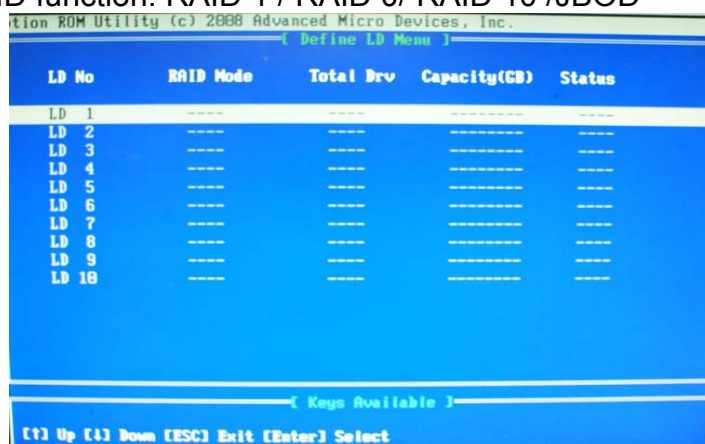 D function: RAID 1 / RAID 0/ RAID 10 /JBOD
tion ROM Utility (c) 2008 Advanced Micro Devices, Inc.
[ Define LD Menu ]
LD No RAID Mode Total Drv Capacity(GB) Status
LD 1 ---- ---- -------- ----
LD 2 ---- ---- -------- ----
LD 3 ---- ---- -------- ----
LD 4 ---- ---- -------- ----
LD 5 ---- ---- -------- ----
LD 6 ---- ---- -------- ----
LD 7 ---- ---- -------- ----
LD 8 ---- ---- -------- ----
LD 9 ---- ---- -------- ----
LD 10 ---- ---- -------- ----
[ Keys Available ]
[↑] Up [↓] Down [ESC] Exit [Enter] Select